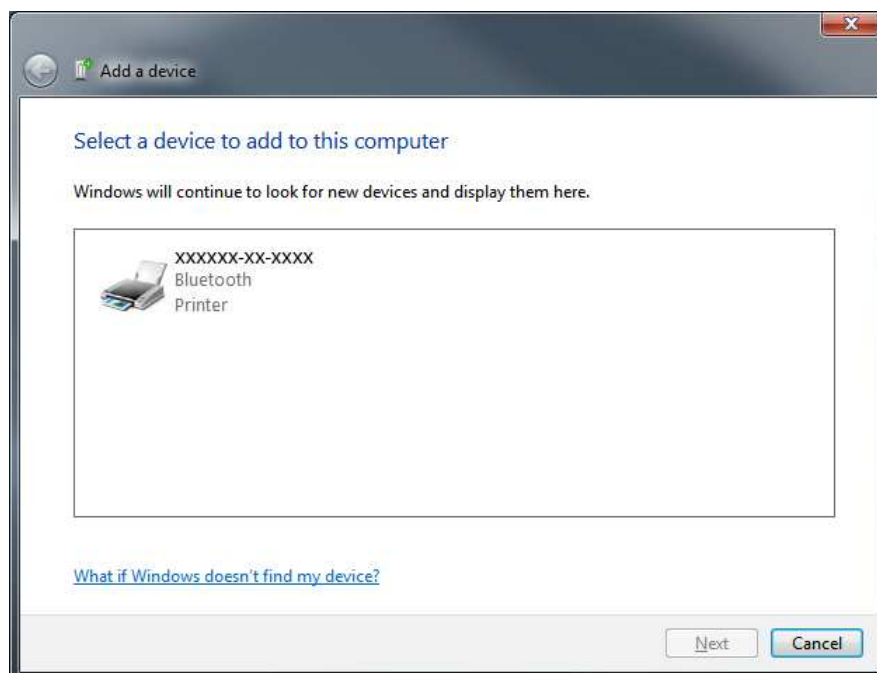 Add a device
Select a device to add to this computer
Windows will continue to look for new devices and display them here.
XXXXXX-XX-XXXX
Bluetooth
Printer
What if Windows doesn't find my device?
Next
Cancel